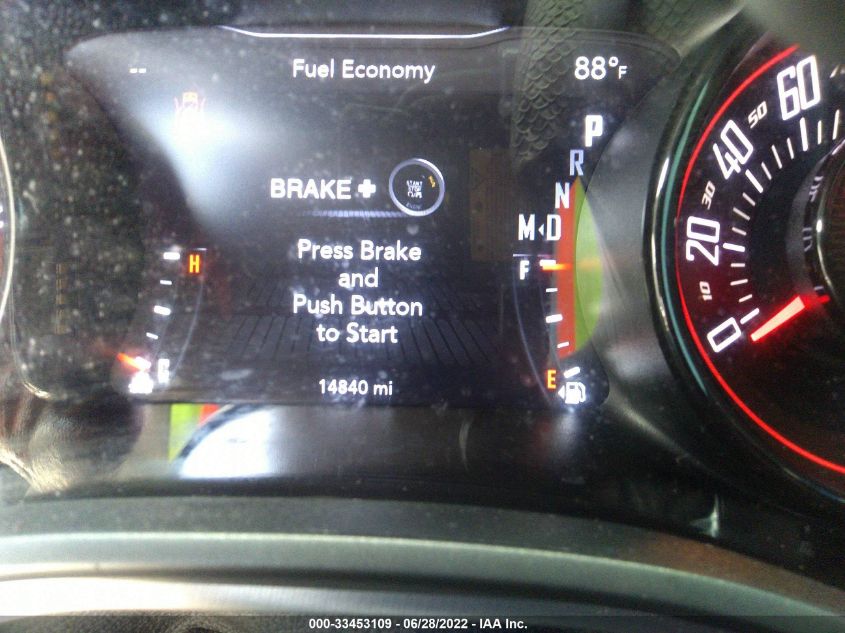 -- Fuel Economy 88°F
P
R
N
M◂D
BRAKE + START STOP
H
F
Press Brake
and
Push Button
to Start
C
E
14840 mi
0 10 20 30 40 50 60
000-33453109 - 06/28/2022 - IAA Inc.